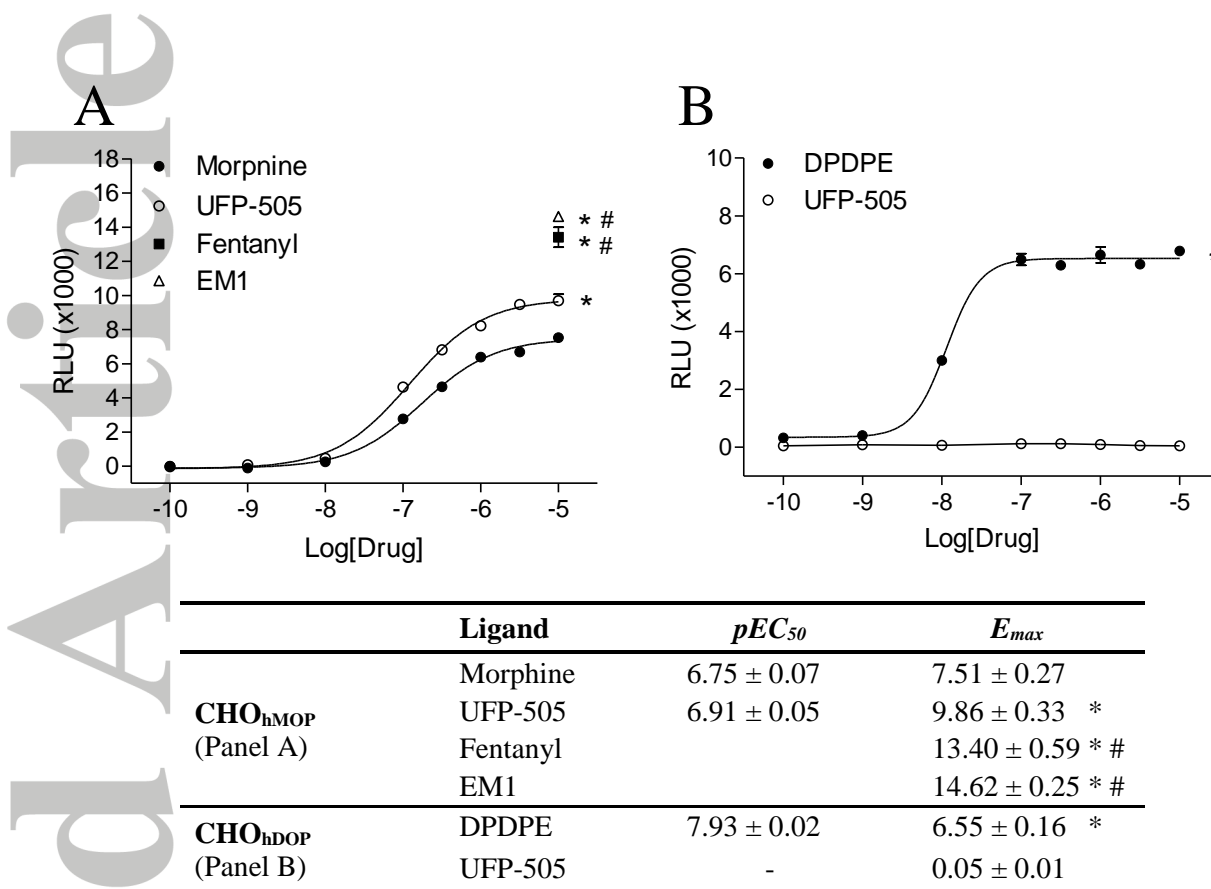 d Article
A
18
16
14
12
10
8
6
4
2
0
RLU (x1000)
Morpnine
UFP-505
Fentanyl
EM1
* #
* #
*
-10 -9 -8 -7 -6 -5
Log[Drug]
B
10
8
6
4
2
0
RLU (x1000)
DPDPE
UFP-505
-10 -9 -8 -7 -6 -5
Log[Drug]
Ligand pEC50 Emax
CHOhMOP
(Panel A)
Morphine 6.75 ± 0.07 7.51 ± 0.27
UFP-505 6.91 ± 0.05 9.86 ± 0.33 *
Fentanyl 13.40 ± 0.59 * #
EM1 14.62 ± 0.25 * #
CHOhDOP
(Panel B)
DPDPE 7.93 ± 0.02 6.55 ± 0.16 *
UFP-505 - 0.05 ± 0.01